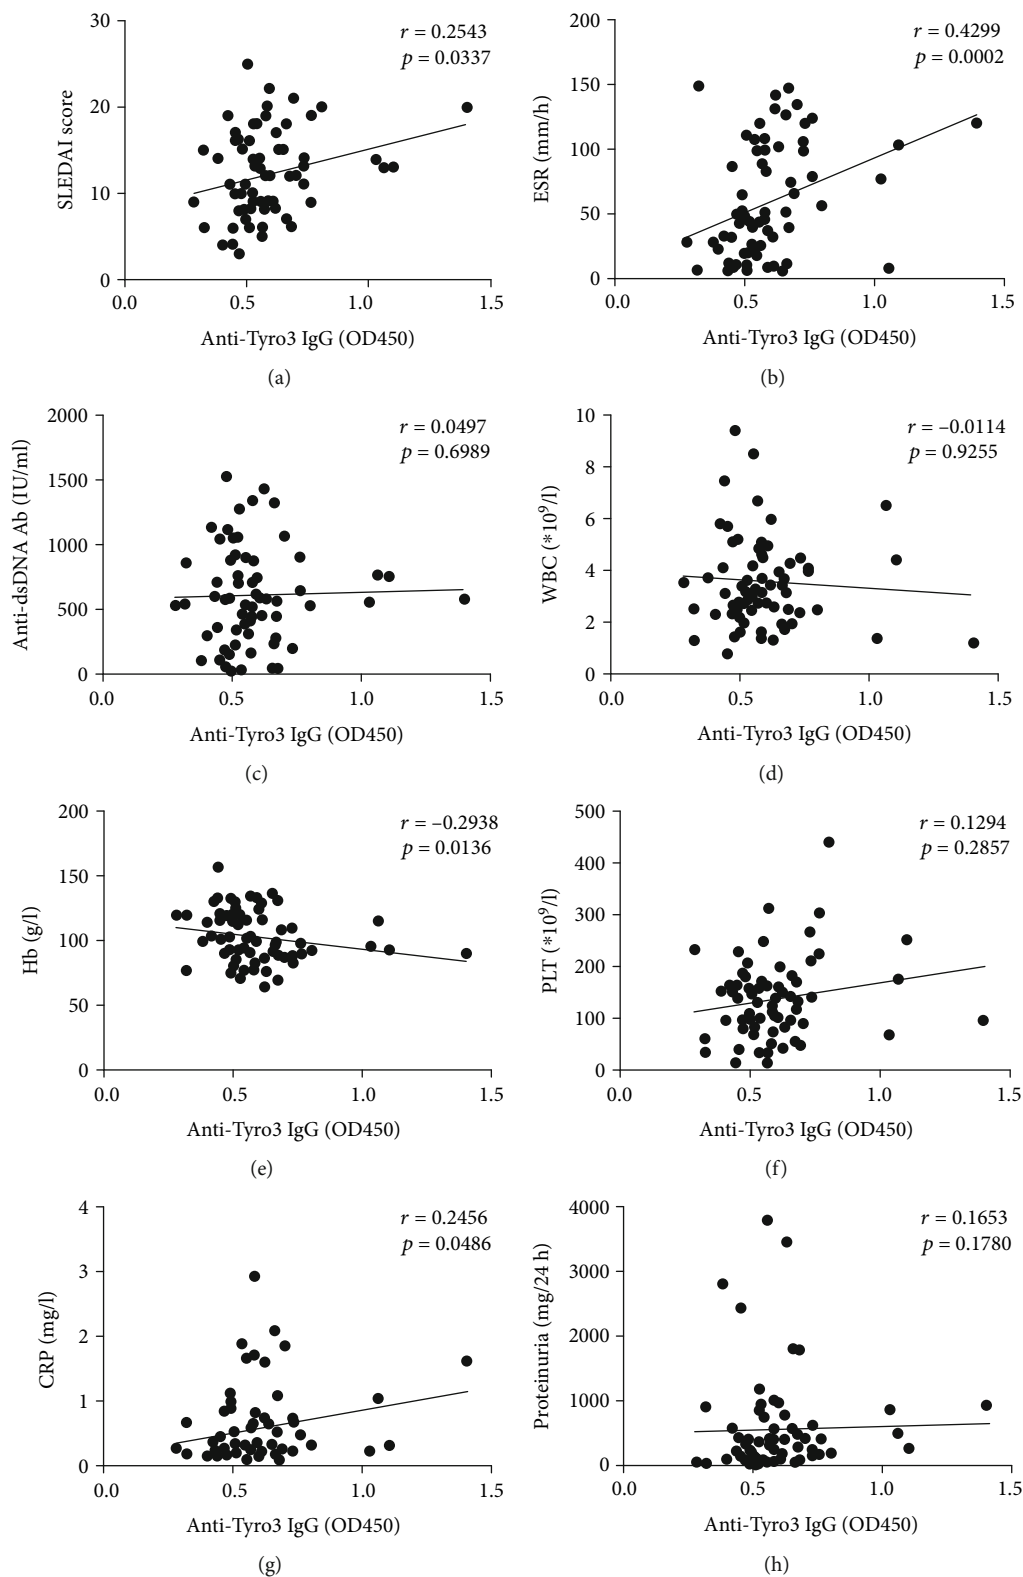 30
20
10
0
0.0 0.5 1.0 1.5
SLEDAI score
r = 0.2543
p = 0.0337
Anti-Tyro3 IgG (OD450)
(a)
200
150
100
50
0
0.0 0.5 1.0 1.5
ESR (mm/h)
r = 0.4299
p = 0.0002
Anti-Tyro3 IgG (OD450)
(b)
2000
1500
1000
500
0
0.0 0.5 1.0 1.5
Anti-dsDNA Ab (IU/ml)
r = 0.0497
p = 0.6989
Anti-Tyro3 IgG (OD450)
(c)
10
8
6
4
2
0
0.0 0.5 1.0 1.5
WBC (*10⁹/l)
r = –0.0114
p = 0.9255
Anti-Tyro3 IgG (OD450)
(d)
200
150
100
50
0
0.0 0.5 1.0 1.5
Hb (g/l)
r = –0.2938
p = 0.0136
Anti-Tyro3 IgG (OD450)
(e)
500
400
300
200
100
0
0.0 0.5 1.0 1.5
PLT (*10⁹/l)
r = 0.1294
p = 0.2857
Anti-Tyro3 IgG (OD450)
(f)
4
3
2
1
0
0.0 0.5 1.0 1.5
CRP (mg/l)
r = 0.2456
p = 0.0486
Anti-Tyro3 IgG (OD450)
(g)
4000
3000
2000
1000
0
0.0 0.5 1.0 1.5
Proteinuria (mg/24 h)
r = 0.1653
p = 0.1780
Anti-Tyro3 IgG (OD450)
(h)